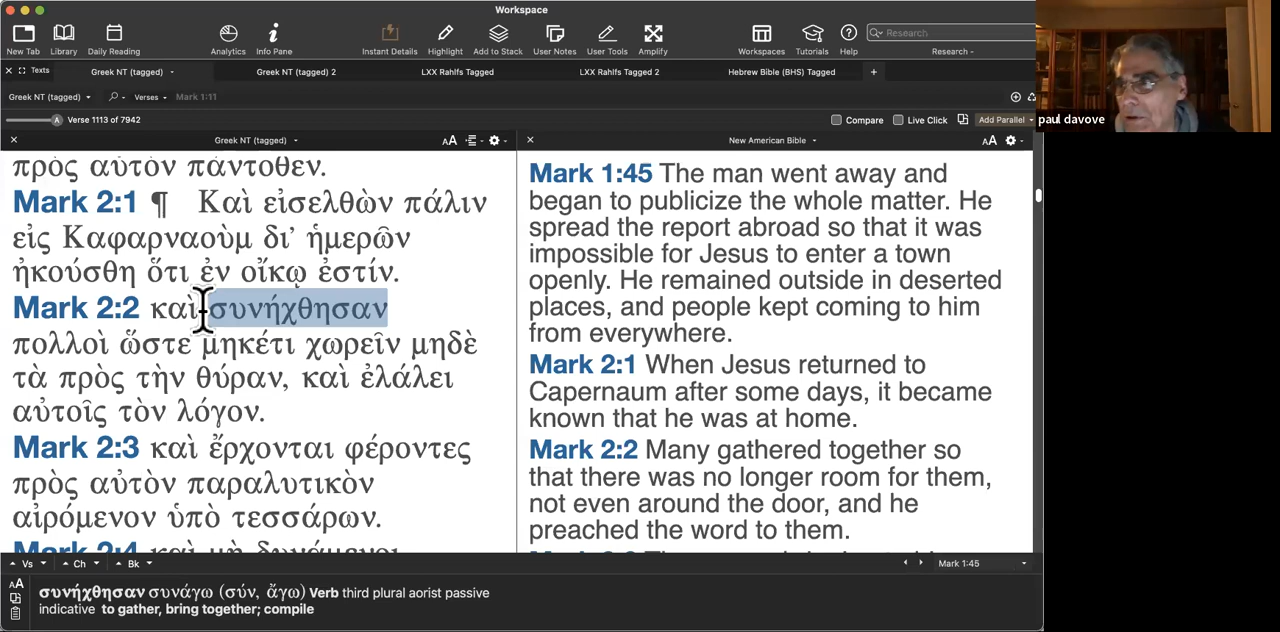 Workspace
New Tab Library Daily Reading Analytics Info Pane Instant Details Highlight Add to Stack User Notes User Tools Amplify Workspaces Tutorials Help Research
Research
Texts Greek NT (tagged) Greek NT (tagged) 2 LXX Rahlfs Tagged LXX Rahlfs Tagged 2 Hebrew Bible (BHS) Tagged +
Greek NT (tagged) Verses Mark 1:11
A Verse 1113 of 7942 Compare Live Click Add Parallel
paul davove
Greek NT (tagged) AA
πρὸς αὐτὸν πάντοθεν.
Mark 2:1 ¶ Καὶ εἰσελθὼν πάλιν
εἰς Καφαρναοὺμ δι’ ἡμερῶν
ἠκούσθη ὅτι ἐν οἴκῳ ἐστίν.
Mark 2:2 καὶ συνήχθησαν
πολλοὶ ὥστε μηκέτι χωρεῖν μηδὲ
τὰ πρὸς τὴν θύραν, καὶ ἐλάλει
αὐτοῖς τὸν λόγον.
Mark 2:3 καὶ ἔρχονται φέροντες
πρὸς αὐτὸν παραλυτικὸν
αἰρόμενον ὑπὸ τεσσάρων.
Mark 2:4 καὶ μὴ δυνάμενοι
New American Bible AA
Mark 1:45 The man went away and
began to publicize the whole matter. He
spread the report abroad so that it was
impossible for Jesus to enter a town
openly. He remained outside in deserted
places, and people kept coming to him
from everywhere.
Mark 2:1 When Jesus returned to
Capernaum after some days, it became
known that he was at home.
Mark 2:2 Many gathered together so
that there was no longer room for them,
not even around the door, and he
preached the word to them.
Vs Ch Bk Mark 1:45
AA
συνήχθησαν συνάγω (σύν, ἄγω) Verb third plural aorist passive
indicative to gather, bring together; compile